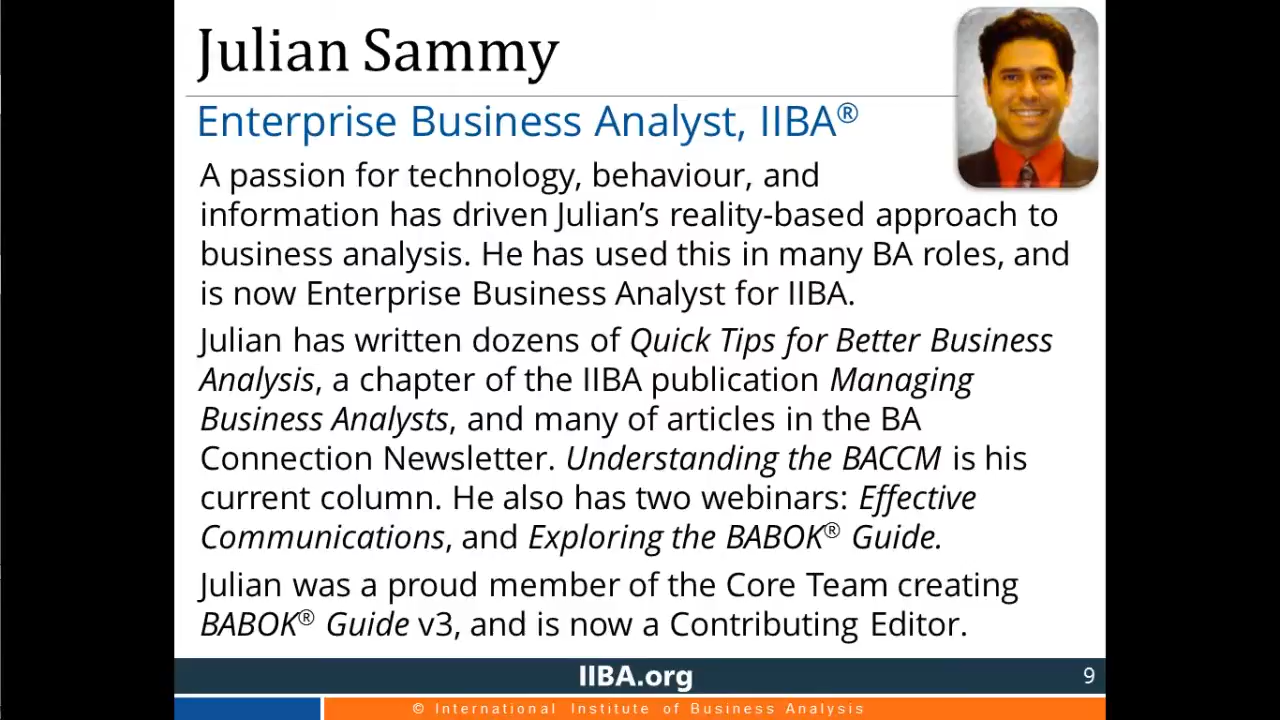 Julian Sammy
Enterprise Business Analyst, IIBA®
A passion for technology, behaviour, and
information has driven Julian’s reality-based approach to
business analysis. He has used this in many BA roles, and
is now Enterprise Business Analyst for IIBA.
Julian has written dozens of Quick Tips for Better Business
Analysis, a chapter of the IIBA publication Managing
Business Analysts, and many of articles in the BA
Connection Newsletter. Understanding the BACCM is his
current column. He also has two webinars: Effective
Communications, and Exploring the BABOK® Guide.
Julian was a proud member of the Core Team creating
BABOK® Guide v3, and is now a Contributing Editor.
IIBA.org
9
© International Institute of Business Analysis